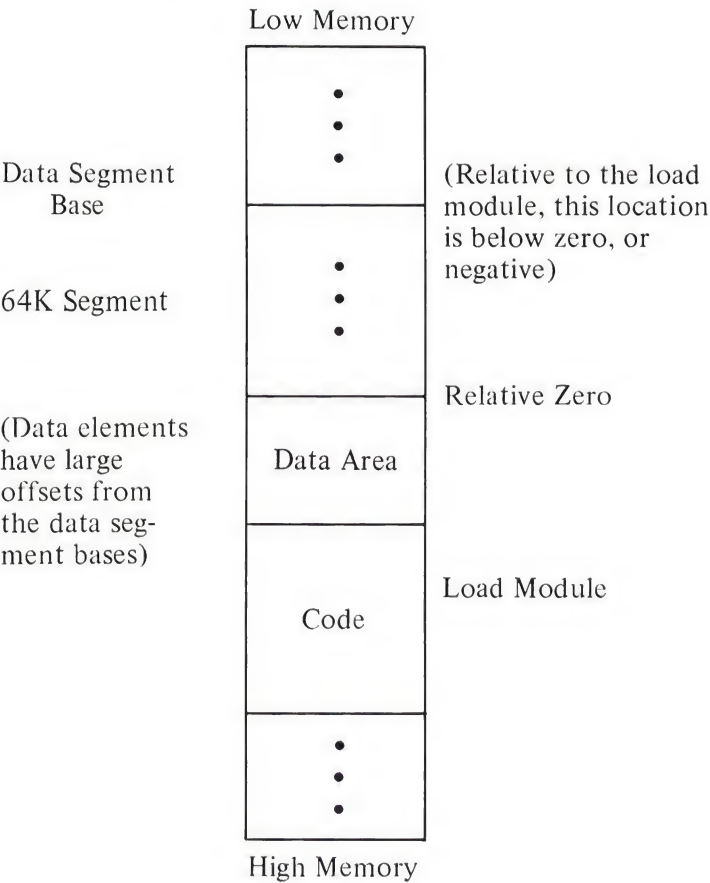 Low Memory
Data Segment
Base
(Relative to the load
module, this location
is below zero, or
negative)
64K Segment
Relative Zero
(Data elements
have large
offsets from
the data seg-
ment bases)
Data Area
Load Module
Code
High Memory